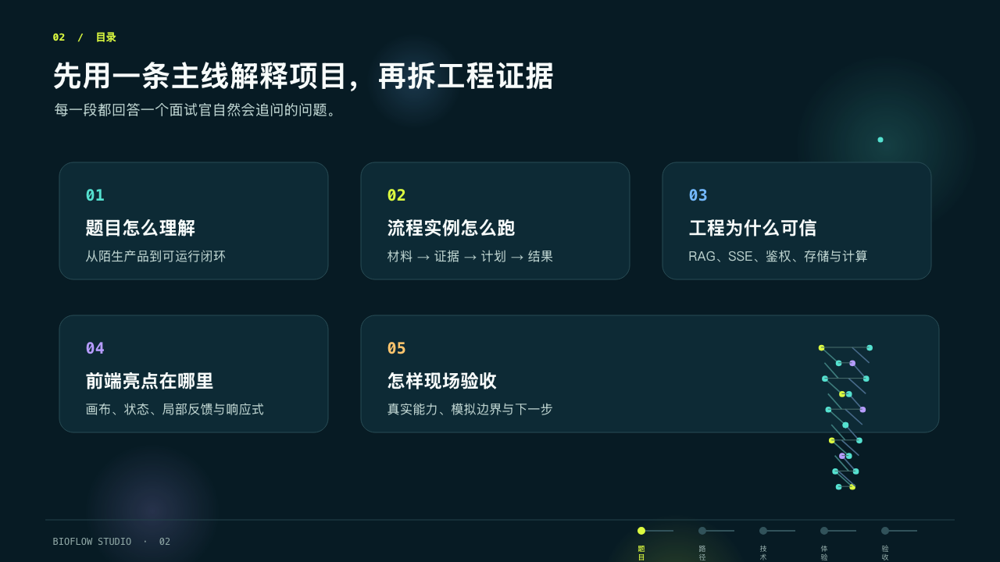 02 / 目录
先用一条主线解释项目，再拆工程证据
每一段都回答一个面试官自然会追问的问题。
01
题目怎么理解
从陌生产品到可运行闭环
02
流程实例怎么跑
材料 → 证据 → 计划 → 结果
03
工程为什么可信
RAG、SSE、鉴权、存储与计算
04
前端亮点在哪里
画布、状态、局部反馈与响应式
05
怎样现场验收
真实能力、模拟边界与下一步
BIOFLOW STUDIO · 02
题目
路径
技术
体验
验收